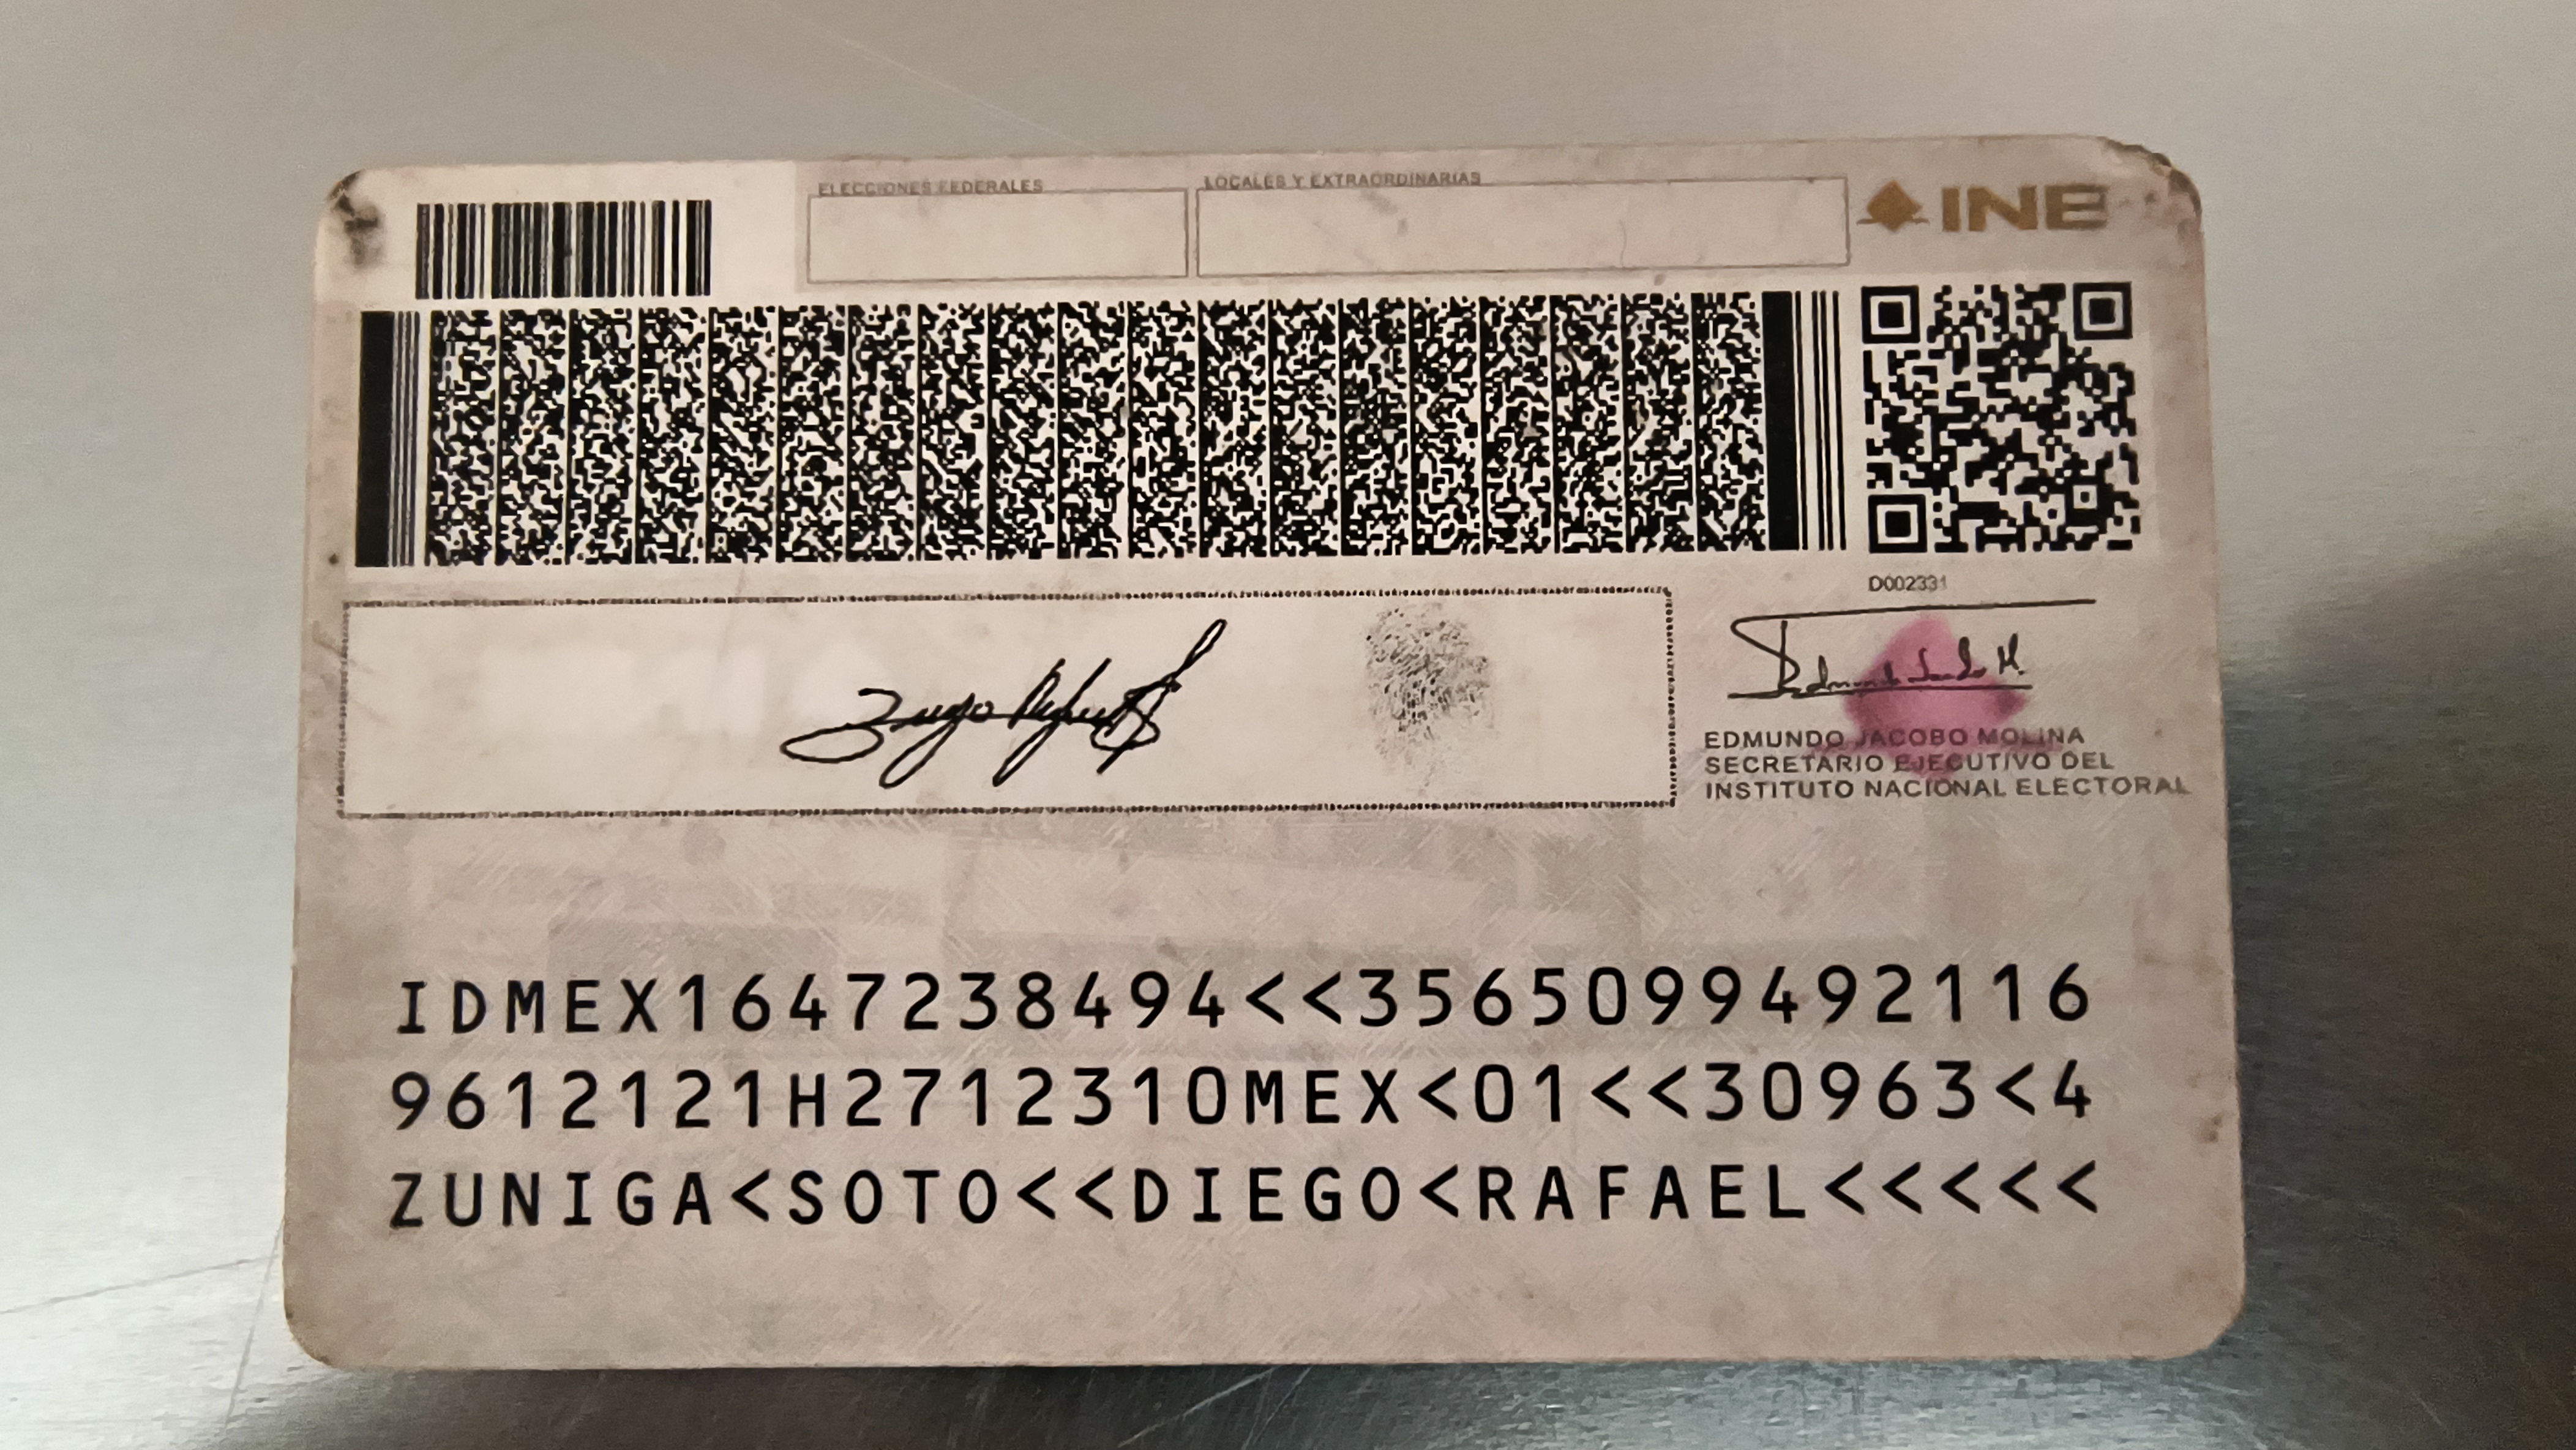 ELECCIONES FEDERALES
LOCALES Y EXTRAORDINARIAS
INE
D002331
EDMUNDO JACOBO MOLINA
SECRETARIO EJECUTIVO DEL
INSTITUTO NACIONAL ELECTORAL
IDMEX1647238494<<3565099492116
9612121H2712310MEX<01<<30963<4
ZUNIGA<SOTO<<DIEGO<RAFAEL<<<<<